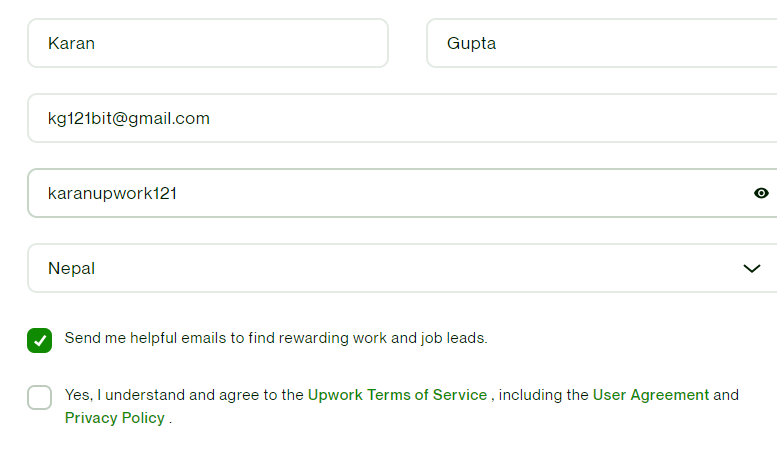 Karan Gupta
kg121bit@gmail.com
karanupwork121
Nepal
Send me helpful emails to find rewarding work and job leads.
Yes, I understand and agree to the Upwork Terms of Service , including the User Agreement and
Privacy Policy .